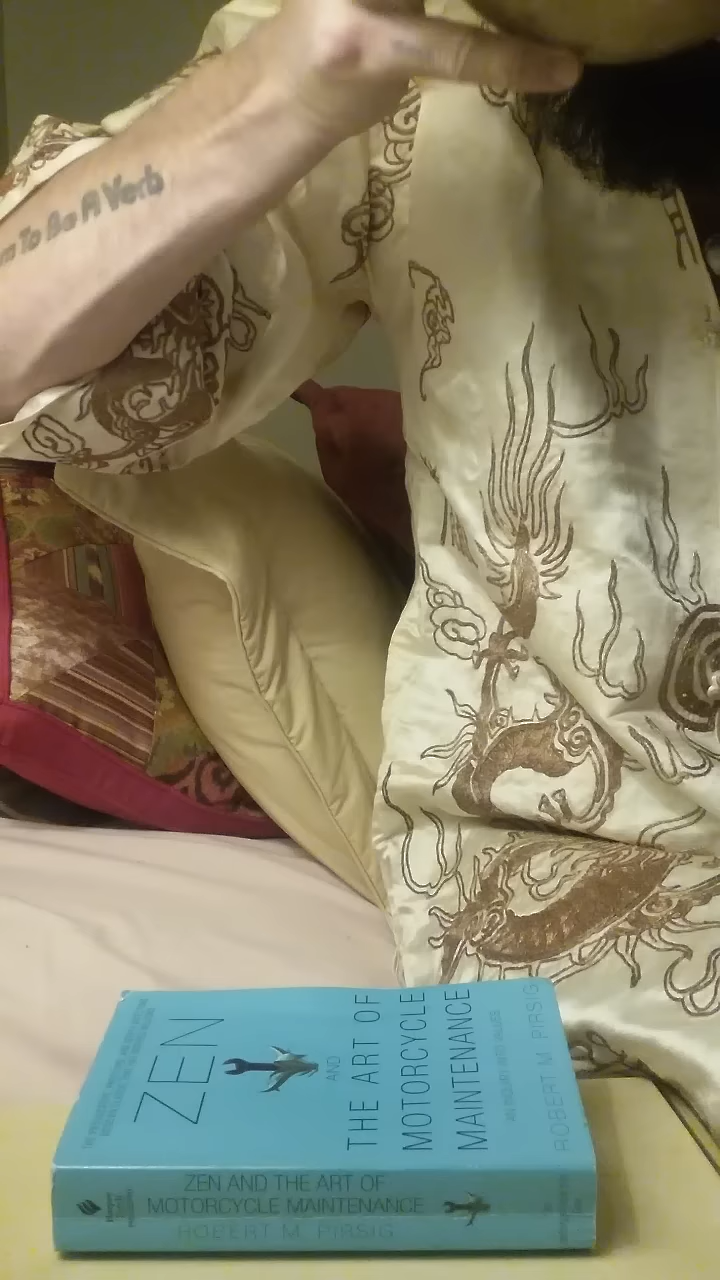 To Be A Verb
ZEN
AND
THE ART OF
MOTORCYCLE
MAINTENANCE
AN INQUIRY INTO VALUES
ROBERT M. PIRSIG
ZEN AND THE ART OF
MOTORCYCLE MAINTENANCE
ROBERT M. PIRSIG